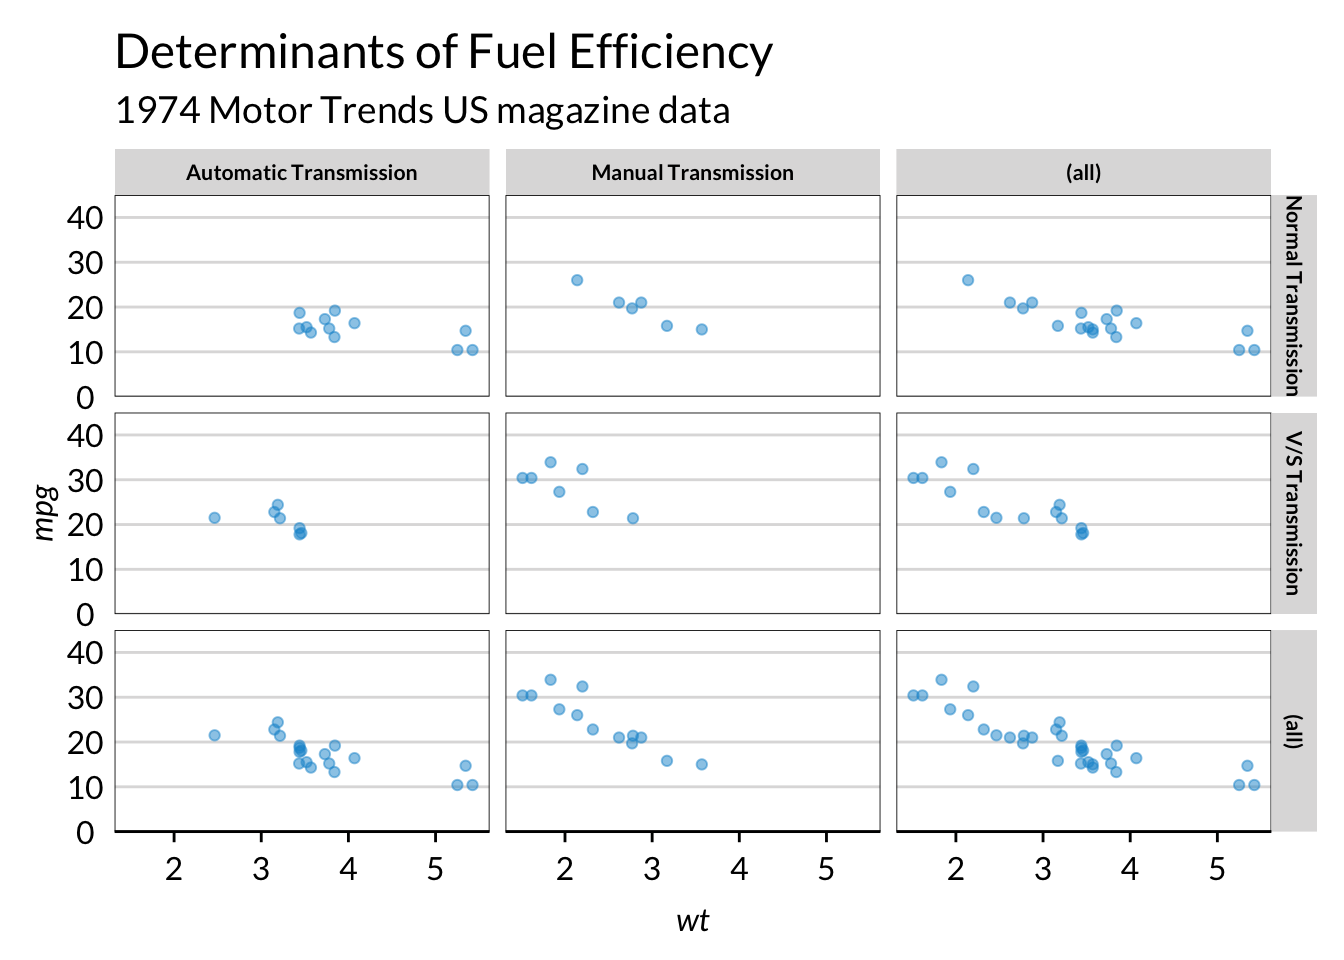 Determinants of Fuel Efficiency
1974 Motor Trends US magazine data
Automatic Transmission
Manual Transmission
(all)
40
30
20
10
0
Normal Transmission
40
30
20
10
0
V/S Transmission
mpg
40
30
20
10
0
(all)
2 3 4 5
2 3 4 5
2 3 4 5
wt